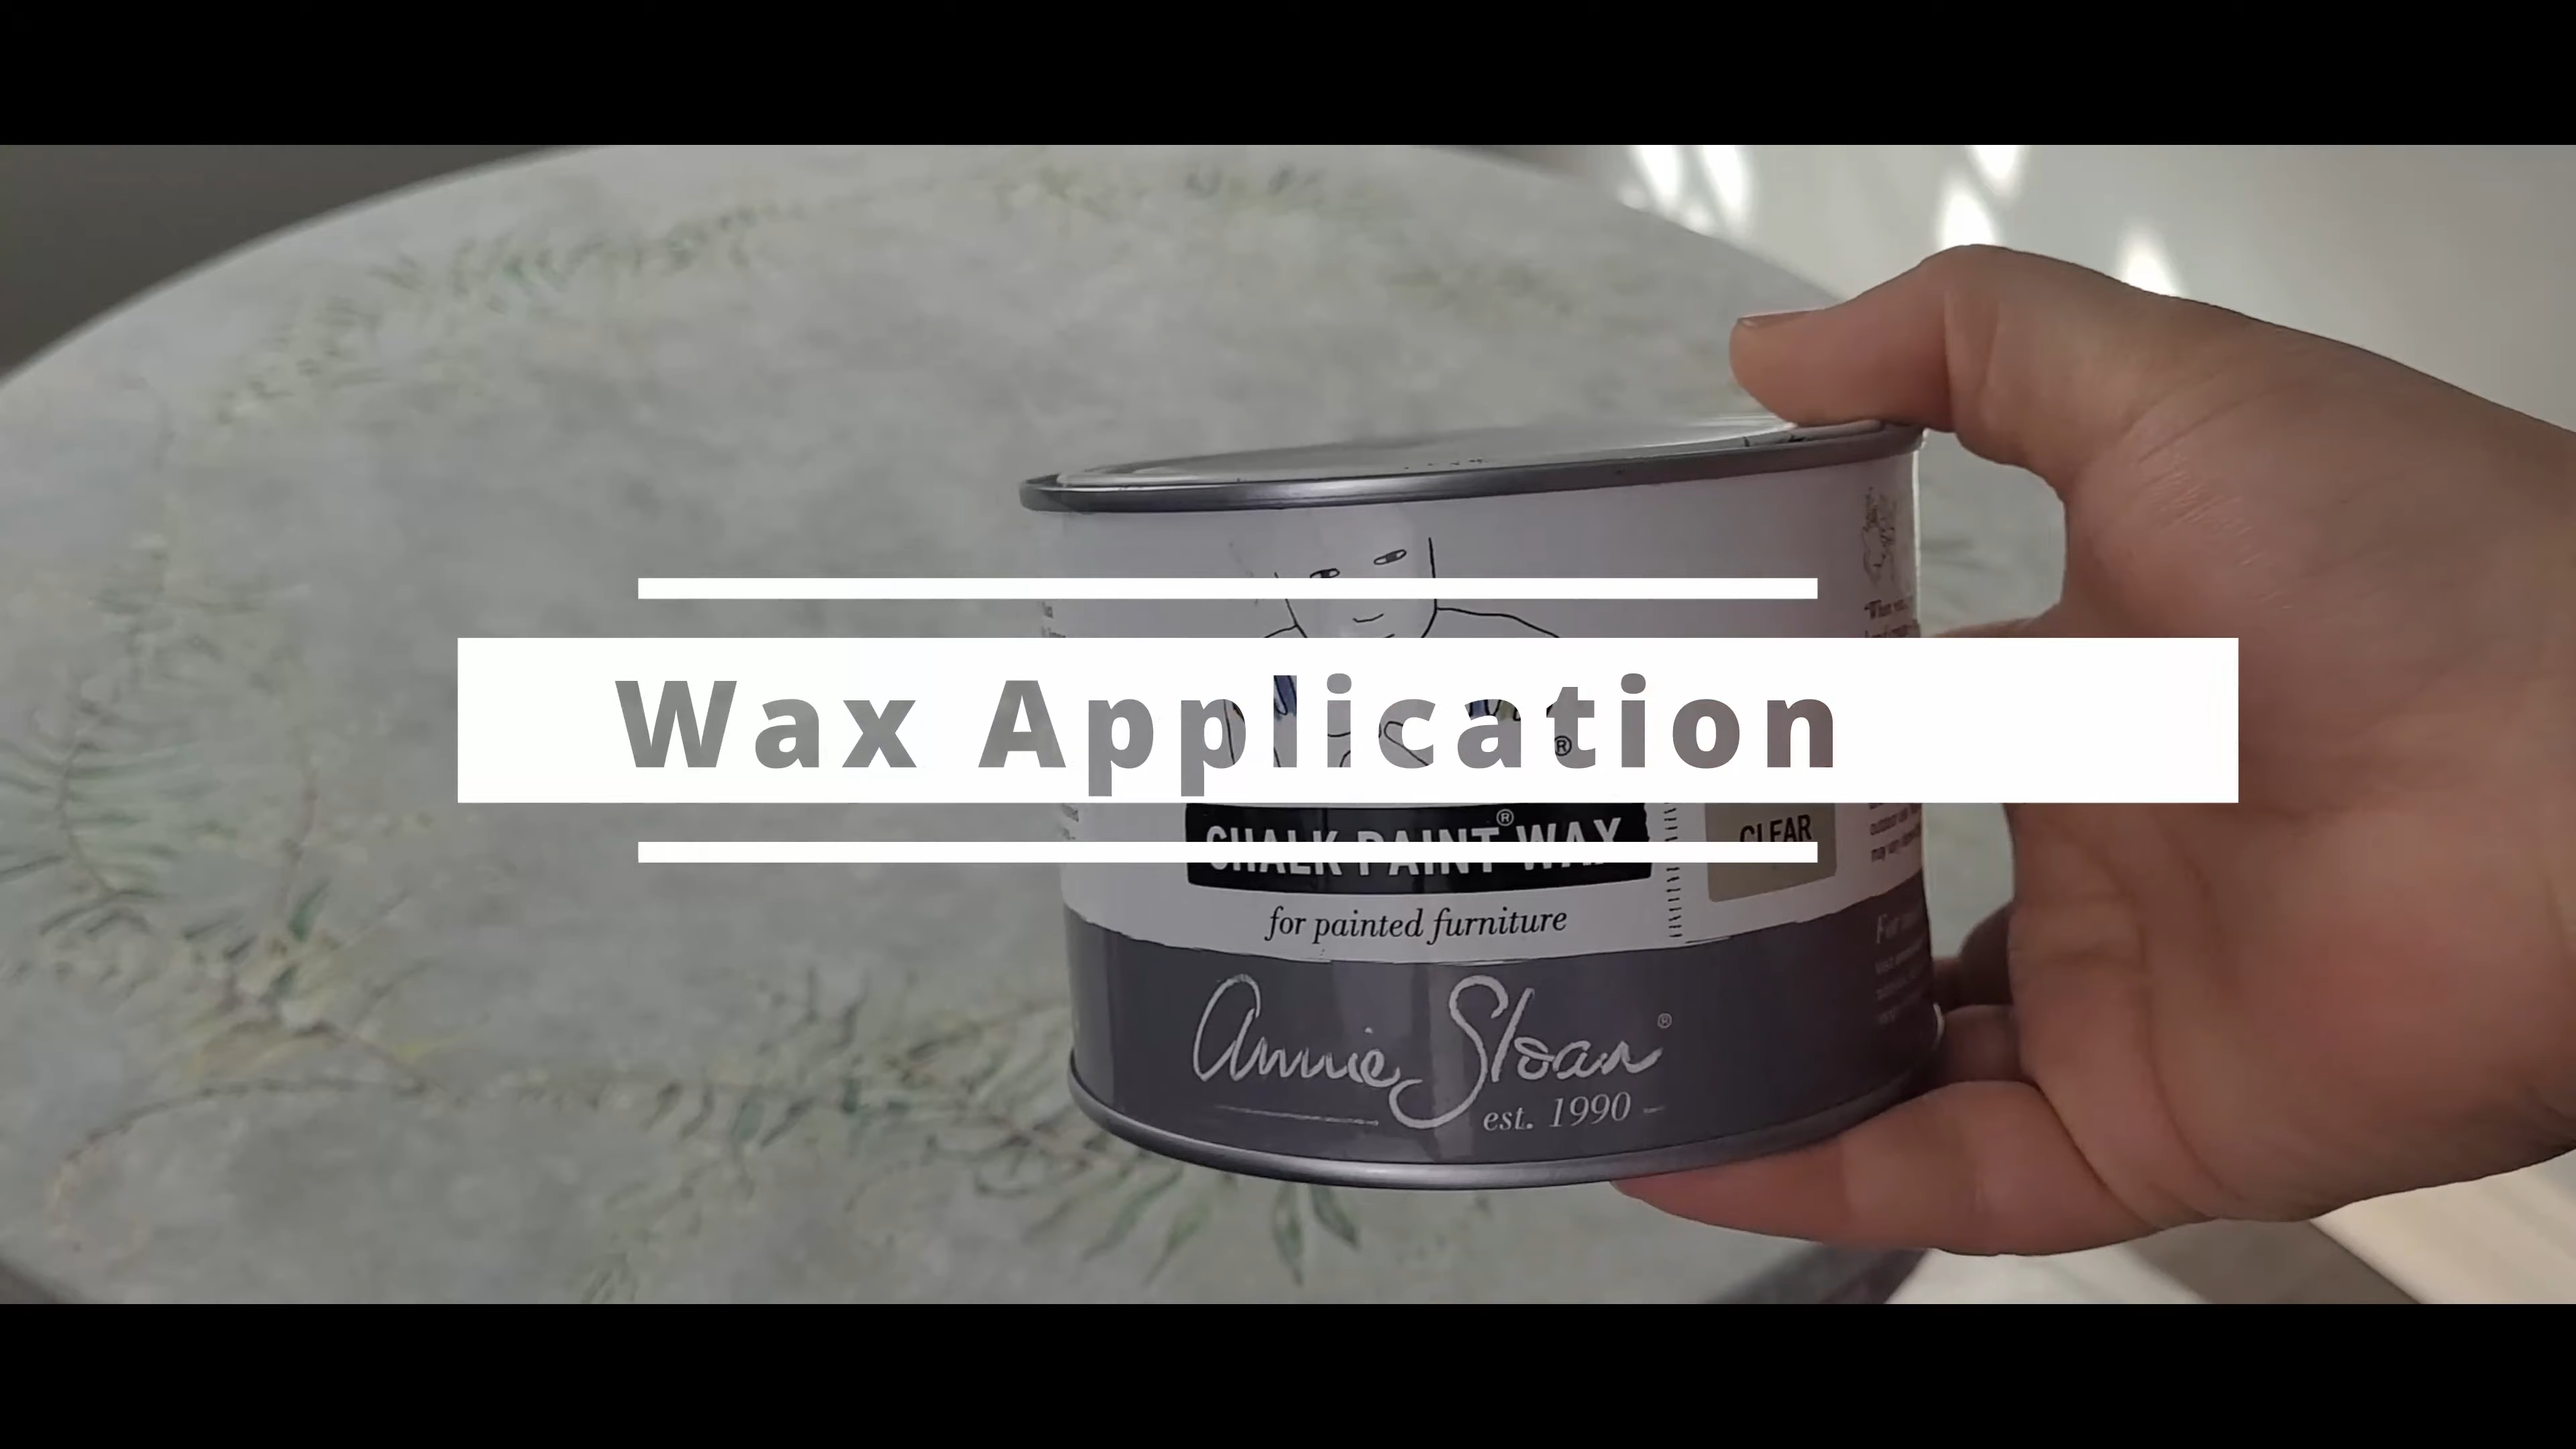 Wax Application
CHALK PAINT® WAX
CLEAR
for painted furniture
Annie Sloan®
est. 1990